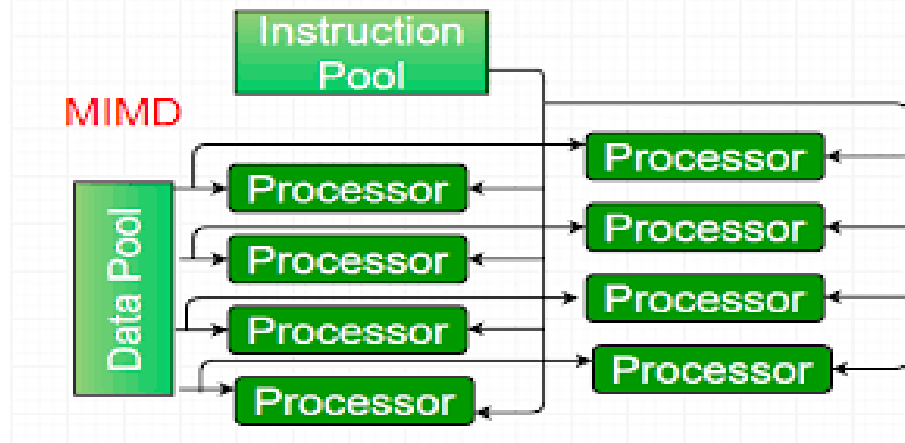 Instruction
Pool
MIMD
Data Pool
Processor
Processor
Processor
Processor
Processor
Processor
Processor
Processor